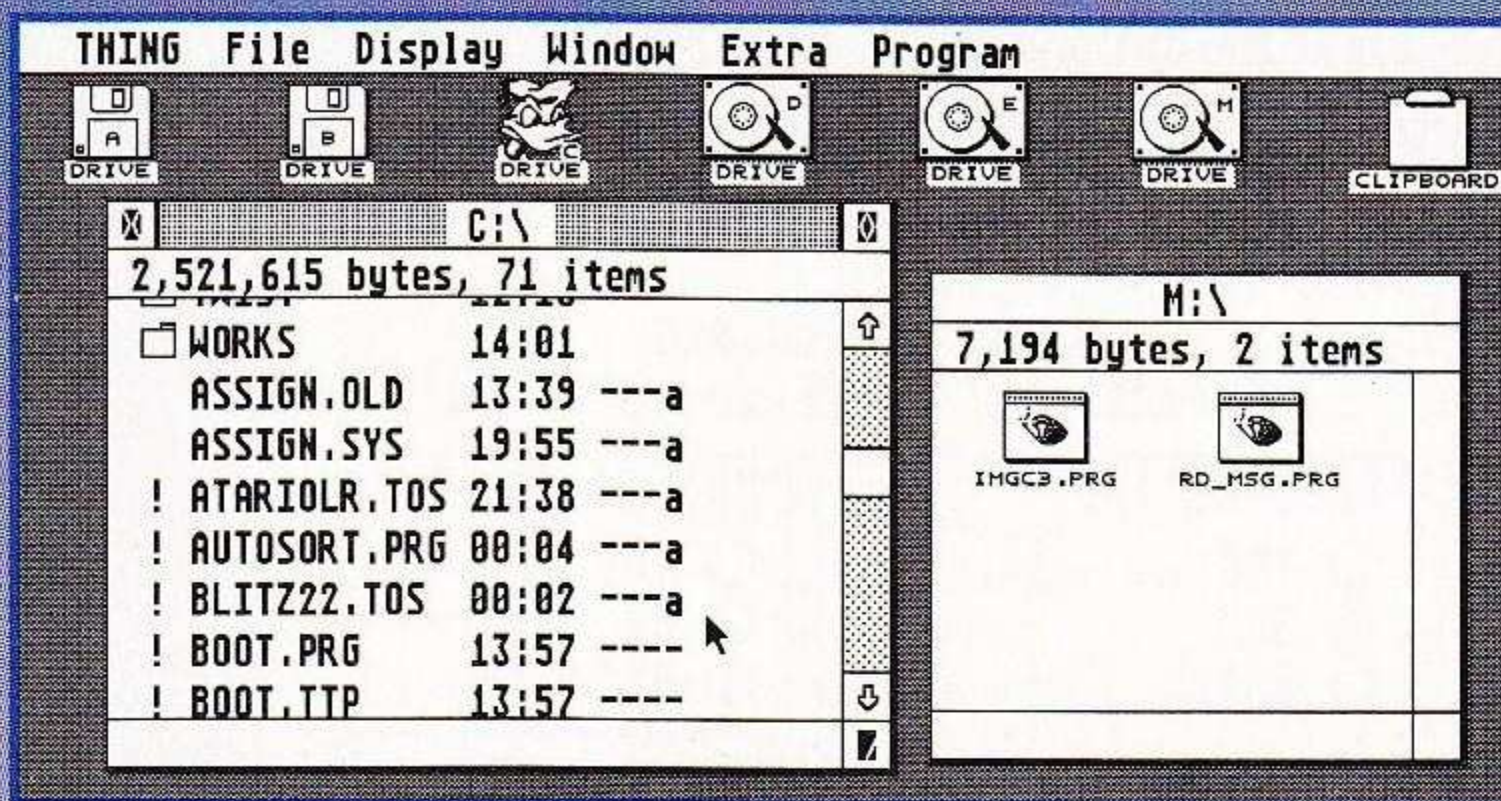 THING File Display Window Extra Program
A B C D E M
DRIVE DRIVE DRIVE DRIVE DRIVE DRIVE CLIPBOARD
C:\
2,521,615 bytes, 71 items
WORKS 14:01
ASSIGN.OLD 13:39 ---a
ASSIGN.SYS 19:55 ---a
! ATARIOLR.TOS 21:38 ---a
! AUTOSORT.PRG 00:04 ---a
! BLITZ22.TOS 00:02 ---a
! BOOT.PRG 13:57 ----
! BOOT.TTP 13:57 ----
M:\
7,194 bytes, 2 items
IMGC3.PRG RD_MSG.PRG